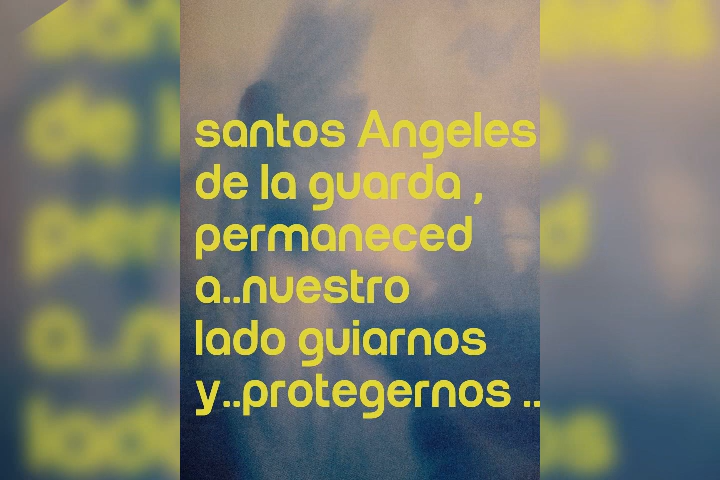 santos Angeles
de la guarda ,
permaneced
a..nuestro
lado guiarnos
y..protegernos ..